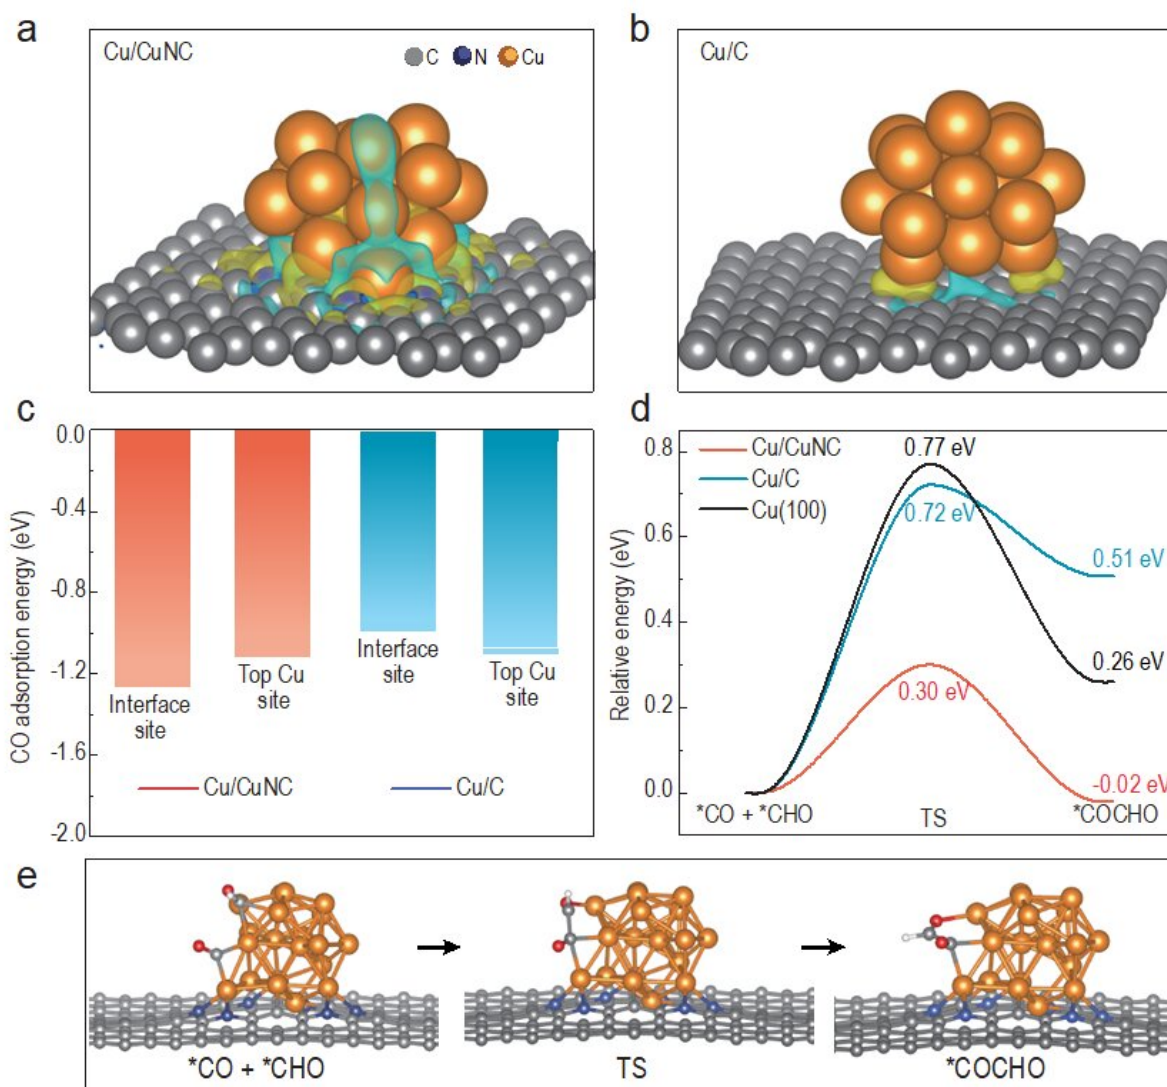 a
Cu/CuNC
C N Cu
b
Cu/C
c
CO adsorption energy (eV)
0.0
-0.4
-0.8
-1.2
-1.6
-2.0
Interface
site
Top Cu
site
Interface
site
Top Cu
site
Cu/CuNC
Cu/C
d
Relative energy (eV)
0.8
0.6
0.4
0.2
0.0
Cu/CuNC
Cu/C
Cu(100)
0.77 eV
0.72 eV
0.51 eV
0.26 eV
0.30 eV
-0.02 eV
*CO + *CHO
TS
*COCHO
e
*CO + *CHO
TS
*COCHO